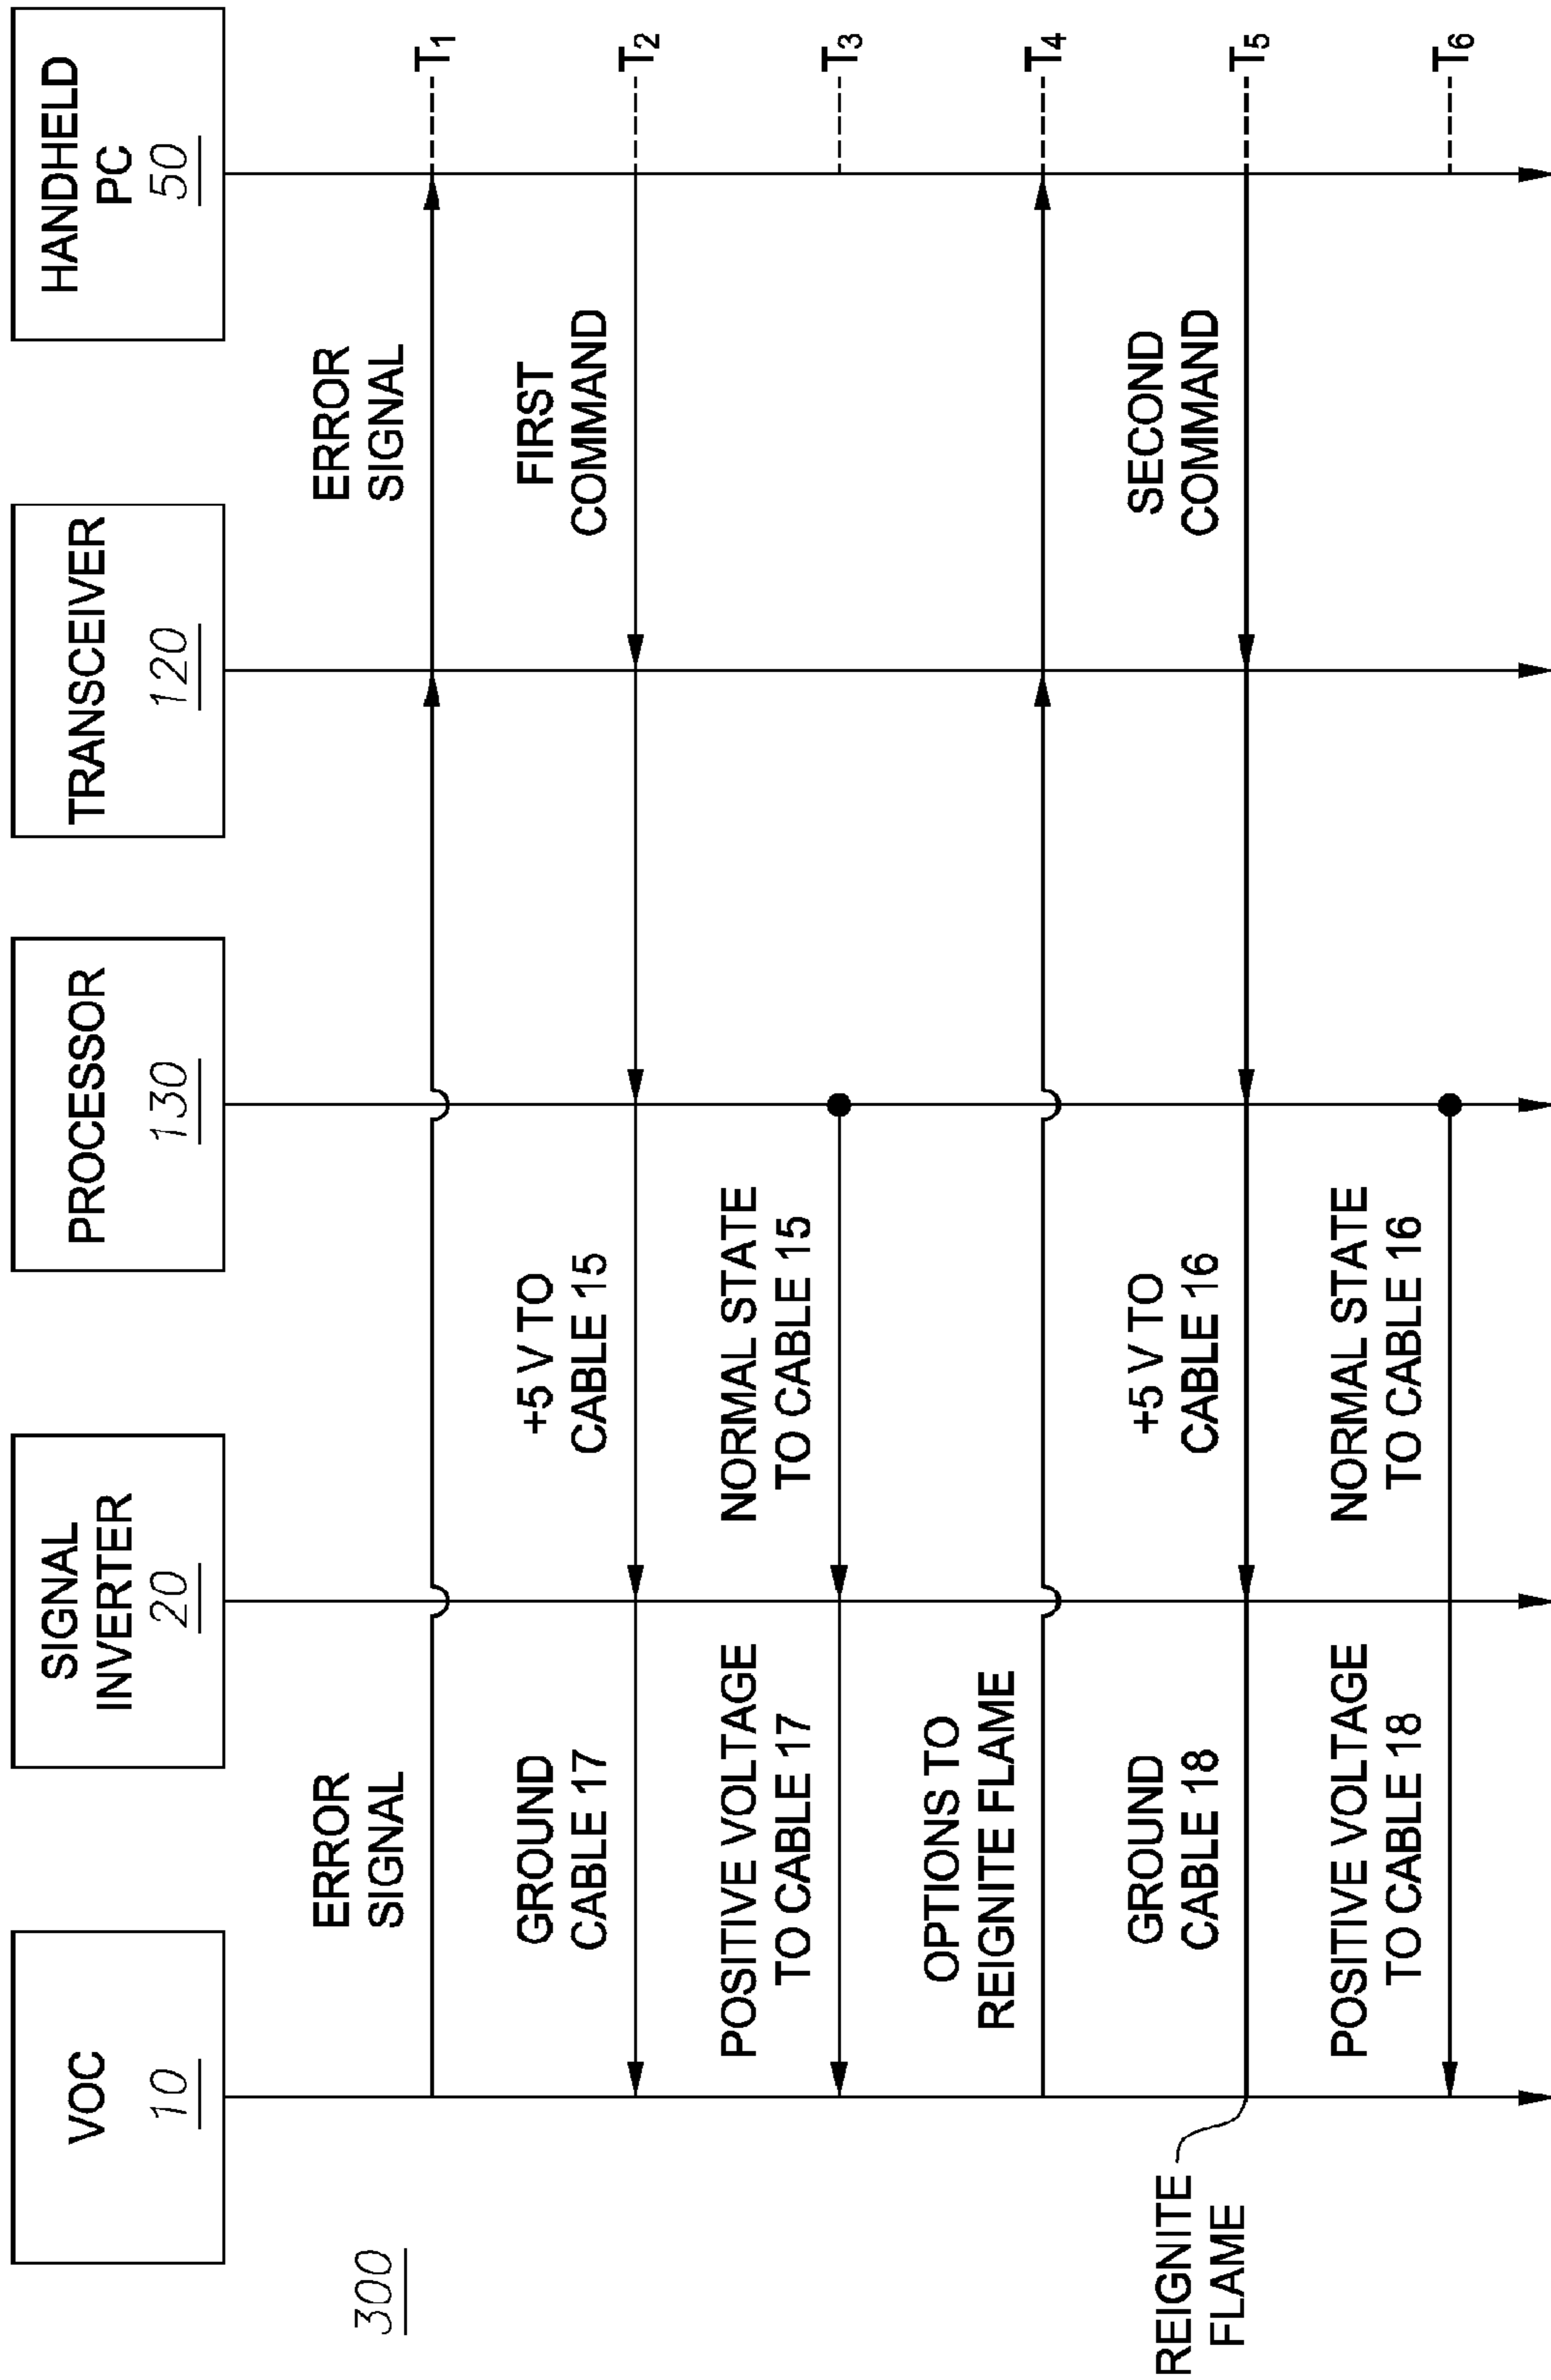 VOC
10
SIGNAL
INVERTER
20
PROCESSOR
130
TRANSCEIVER
120
HANDHELD
PC
50
300
ERROR
SIGNAL
ERROR
SIGNAL
T1
GROUND
CABLE 17
+5 V TO
CABLE 15
FIRST
COMMAND
T2
POSITIVE VOLTAGE
TO CABLE 17
NORMAL STATE
TO CABLE 15
T3
OPTIONS TO
REIGNITE FLAME
T4
REIGNITE
FLAME
GROUND
CABLE 18
+5 V TO
CABLE 16
SECOND
COMMAND
T5
POSITIVE VOLTAGE
TO CABLE 18
NORMAL STATE
TO CABLE 16
T6